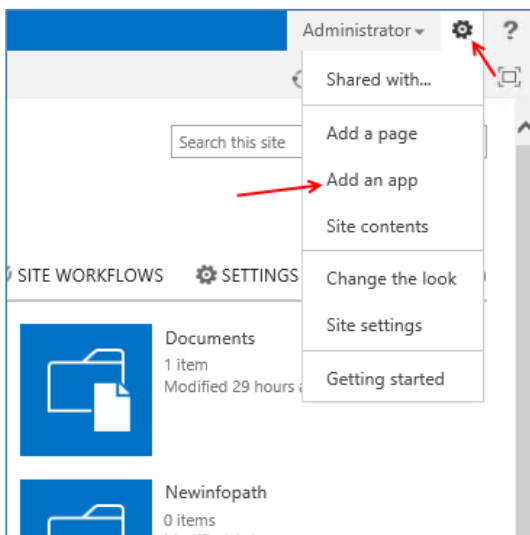 Administrator
?
Shared with...
Search this site
Add a page
Add an app
Site contents
SITE WORKFLOWS
SETTINGS
Change the look
Site settings
Getting started
Documents
1 item
Modified 29 hours
Newinfopath
0 items